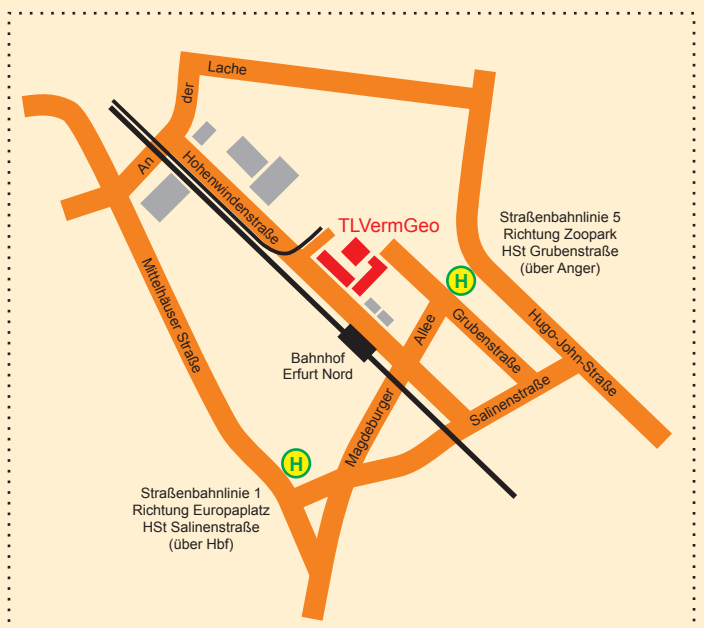 Lache
der
An
Hohenwindenstraße
TLVermGeo
Straßenbahnlinie 5
Richtung Zoopark
HSt Grubenstraße
(über Anger)
H
Mittelhäuser Straße
Allee
Grubenstraße
Hugo-John-Straße
Bahnhof
Erfurt Nord
Magdeburger
Salinenstraße
H
Straßenbahnlinie 1
Richtung Europaplatz
HSt Salinenstraße
(über Hbf)